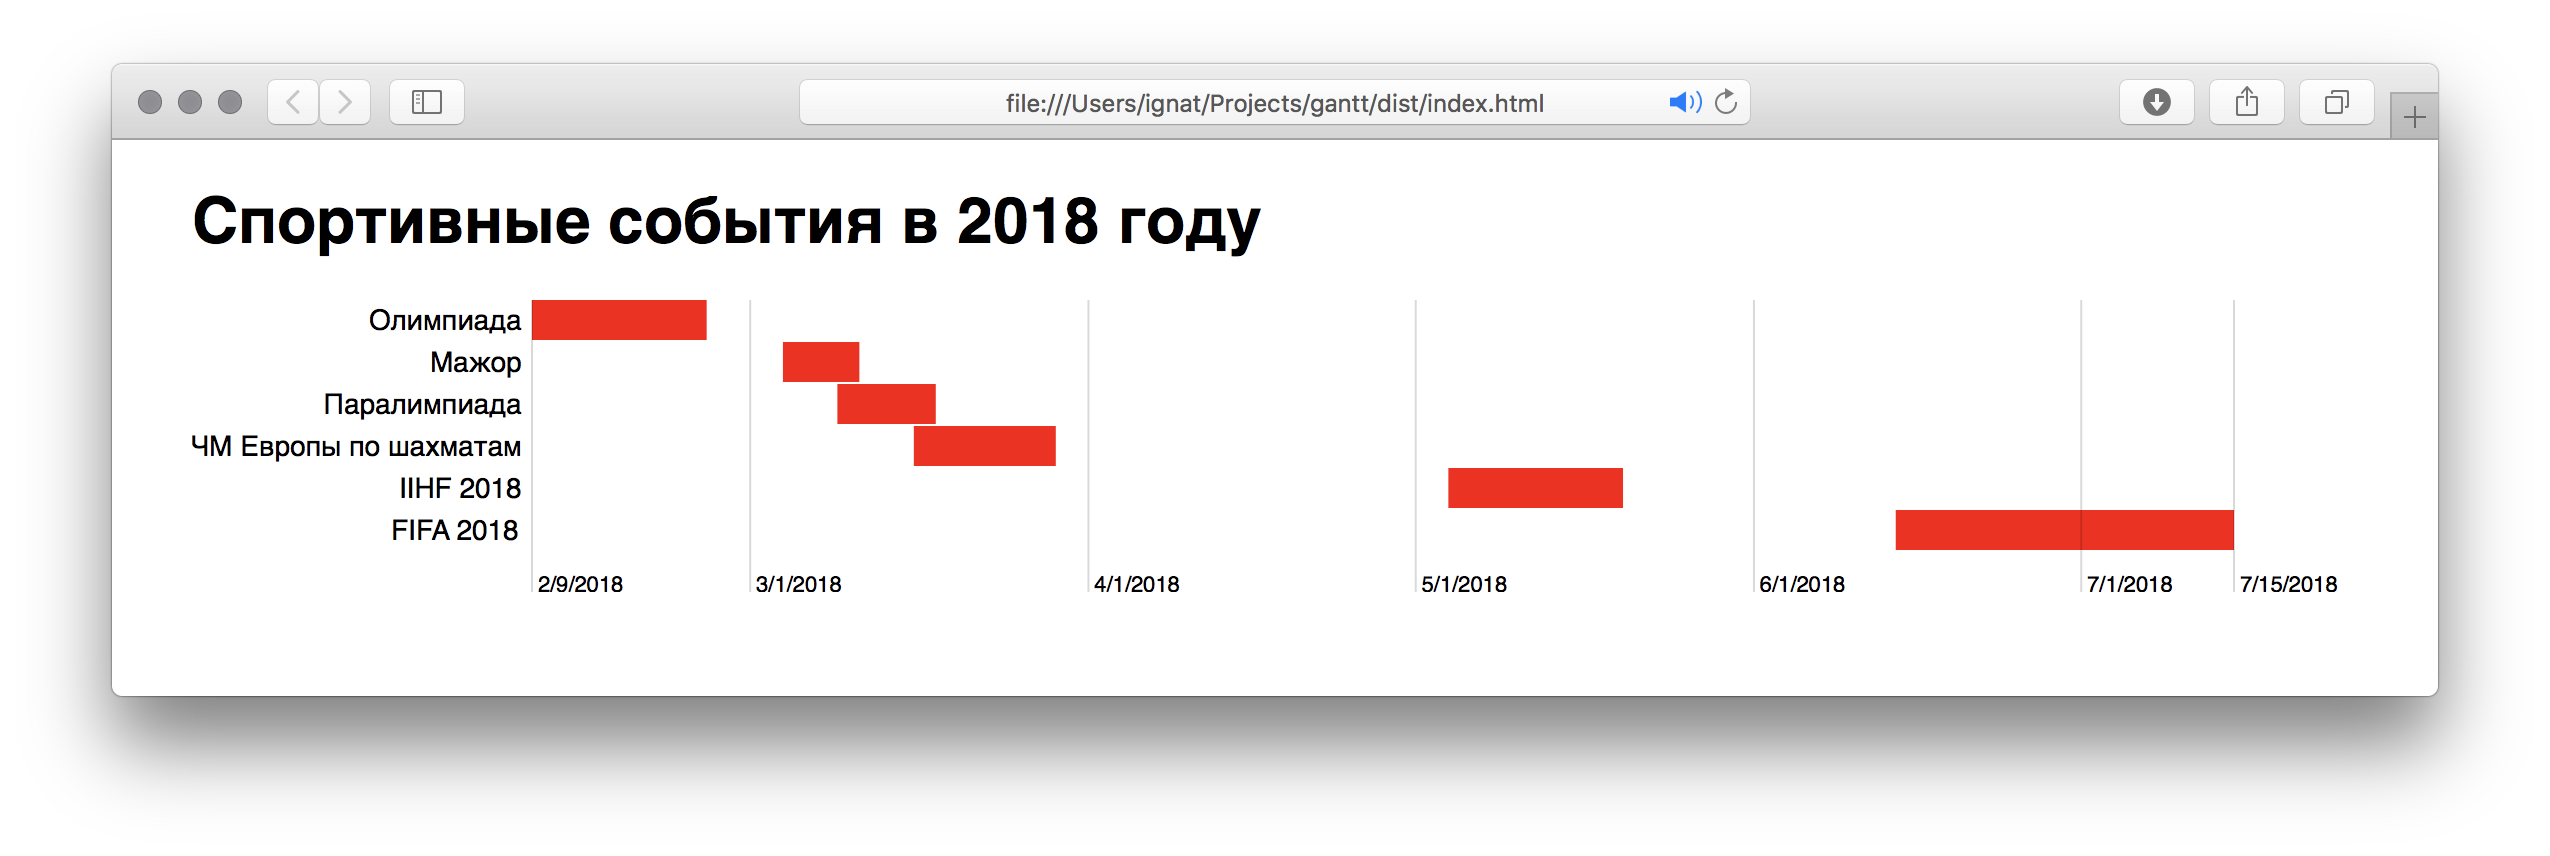 file:///Users/ignat/Projects/gantt/dist/index.html
Спортивные события в 2018 году
Олимпиада
Мажор
Паралимпиада
ЧМ Европы по шахматам
IIHF 2018
FIFA 2018
2/9/2018 3/1/2018 4/1/2018 5/1/2018 6/1/2018 7/1/2018 7/15/2018